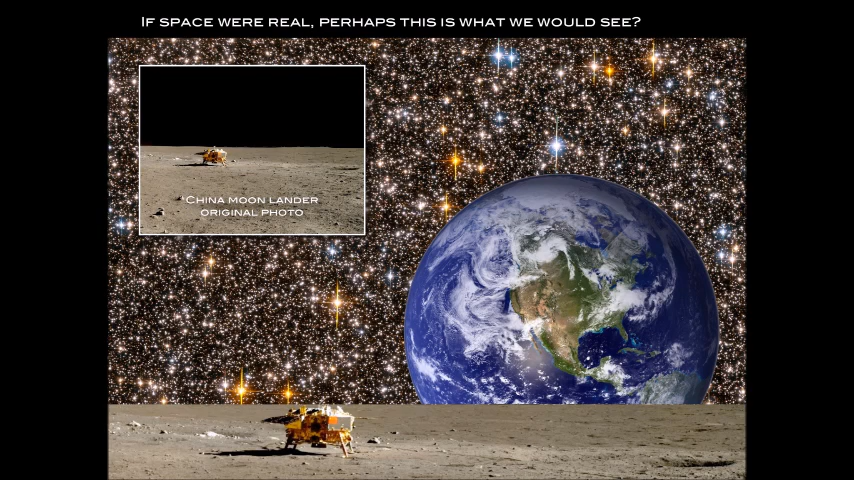 If space were real, perhaps this is what we would see?
*China moon lander
original photo